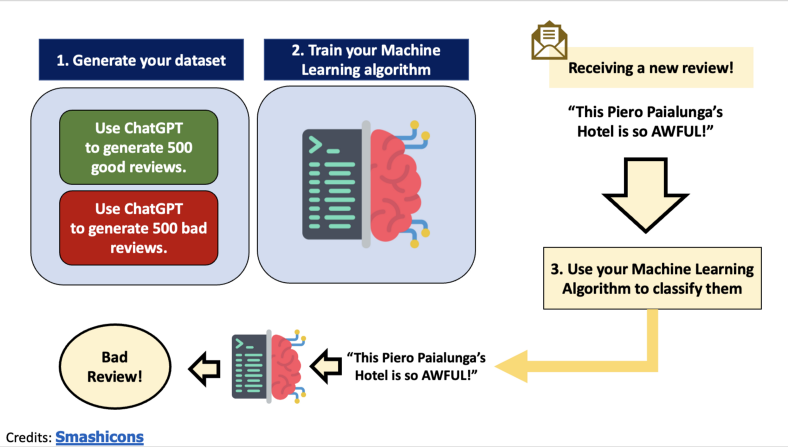 1. Generate your dataset
2. Train your Machine
Learning algorithm
Use ChatGPT
to generate 500
good reviews.
Use ChatGPT
to generate 500 bad
reviews.
Receiving a new review!
“This Piero Paialunga’s
Hotel is so AWFUL!”
3. Use your Machine Learning
Algorithm to classify them
“This Piero Paialunga’s
Hotel is so AWFUL!”
Bad
Review!
Credits: Smashicons